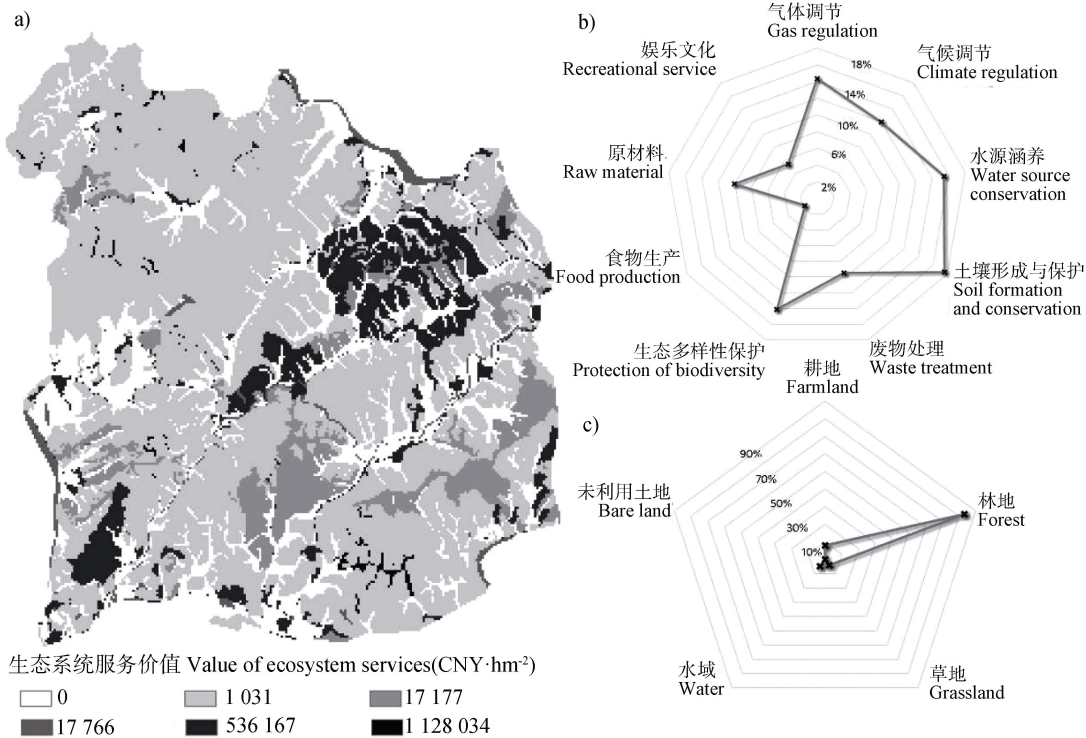 a)
b)
气体调节
Gas regulation
娱乐文化
Recreational service
气候调节
Climate regulation
18%
14%
10%
6%
2%
原材料
Raw material
水源涵养
Water source
conservation
食物生产
Food production
土壤形成与保护
Soil formation
and conservation
生态多样性保护
Protection of biodiversity
废物处理
Waste treatment
c)
耕地
Farmland
90%
70%
50%
30%
10%
未利用土地
Bare land
林地
Forest
水域
Water
草地
Grassland
生态系统服务价值 Value of ecosystem services(CNY·hm⁻²)
0 1 031 17 177
17 766 536 167 1 128 034